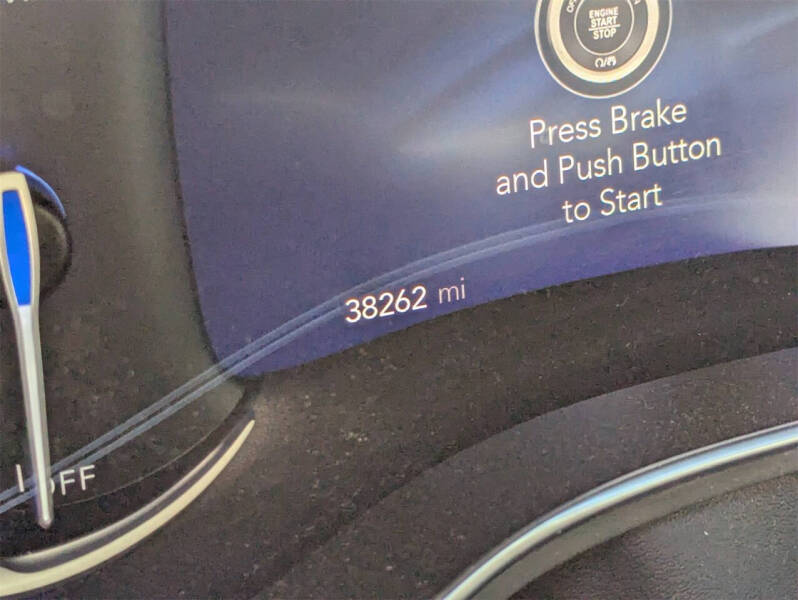 ENGINE
START
STOP
Press Brake
and Push Button
to Start
38262 mi
OFF